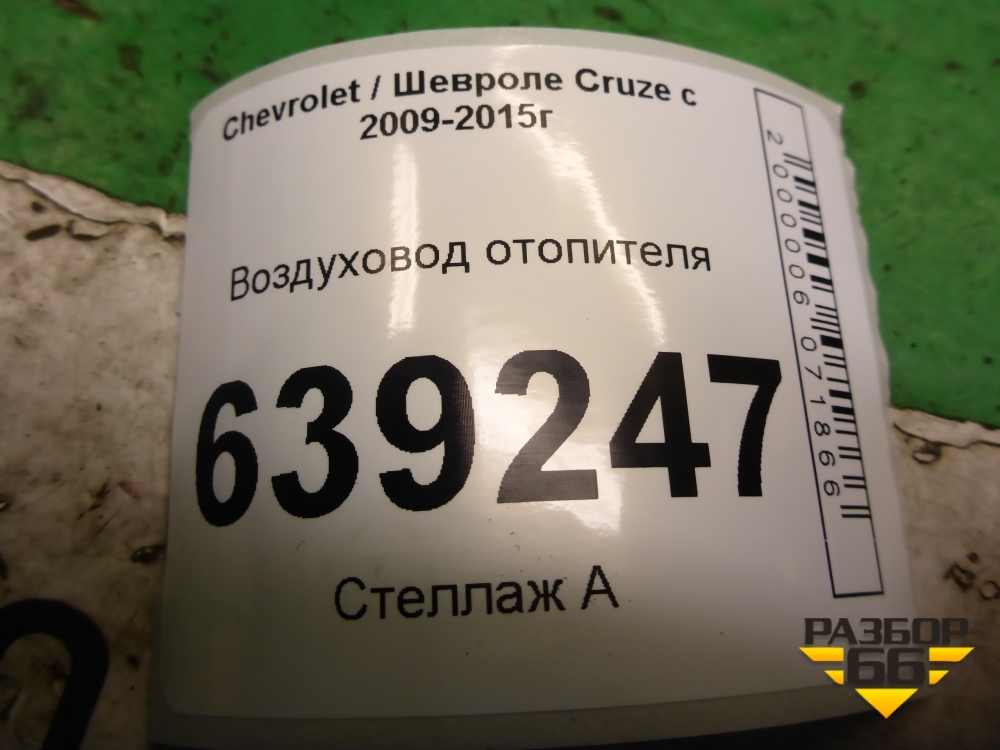 Chevrolet / Шевроле Cruze с
2009-2015г
Воздуховод отопителя
639247
Стеллаж А
2000006071866
РАЗБОР
66